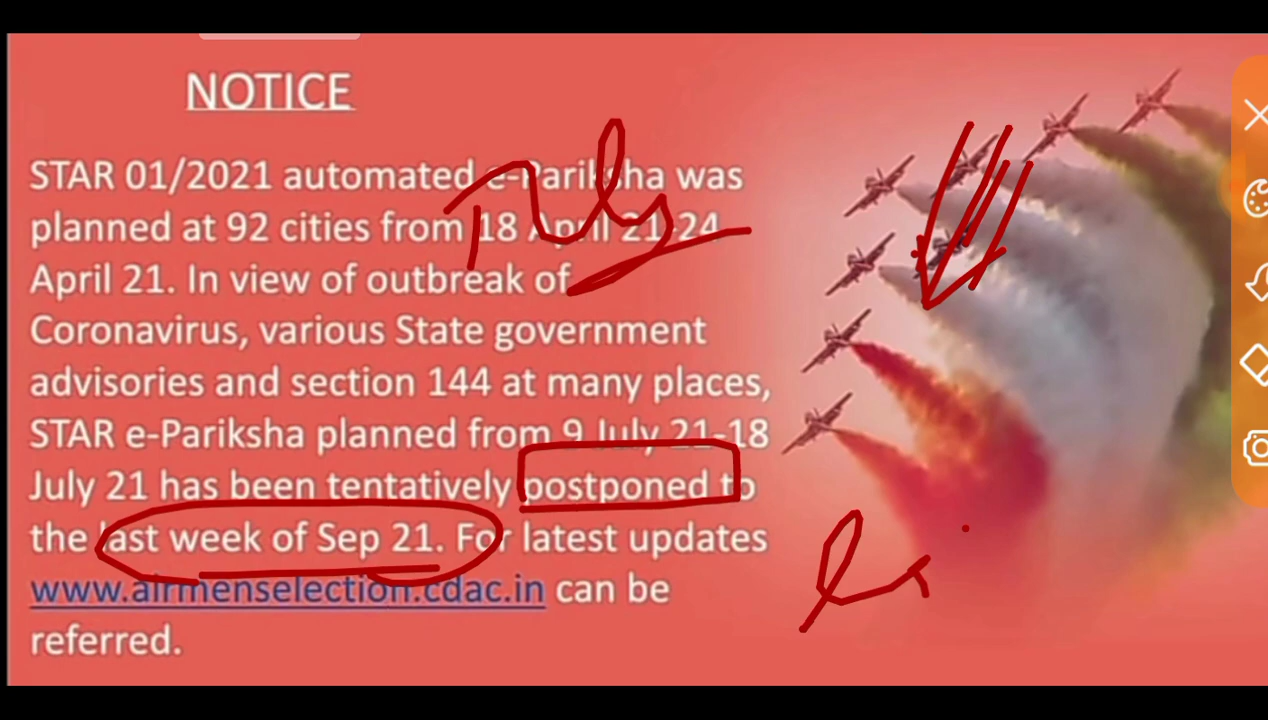 NOTICE
STAR 01/2021 automated e-Pariksha was
planned at 92 cities from 18 April 21-24
April 21. In view of outbreak of
Coronavirus, various State government
advisories and section 144 at many places,
STAR e-Pariksha planned from 9 July 21-18
July 21 has been tentatively postponed to
the last week of Sep 21. For latest updates
www.airmenselection.cdac.in can be
referred.